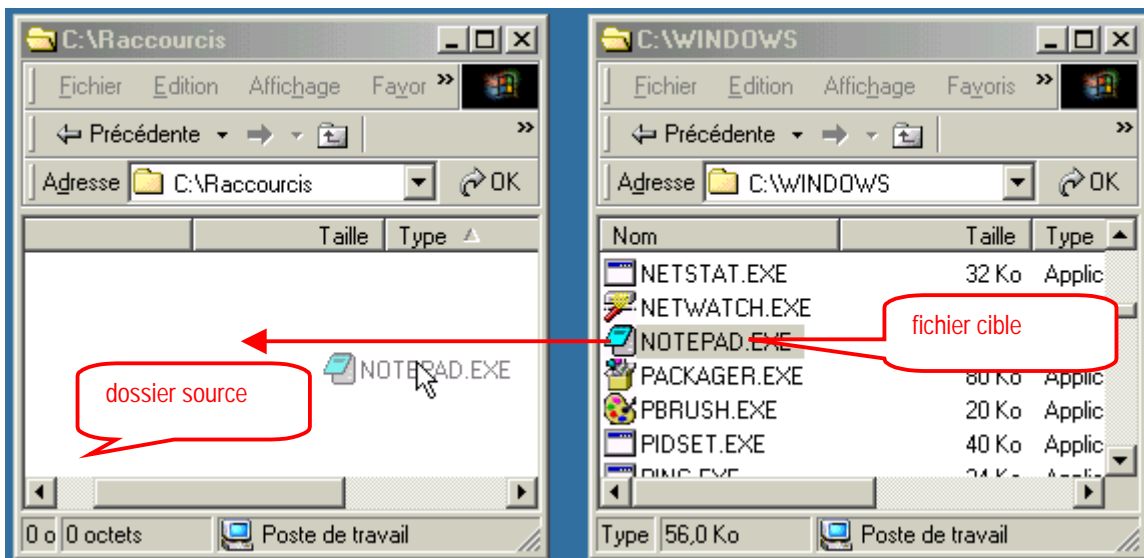 C:\Raccourcis
Fichier Edition Affichage Favor »
Précédente »
Adresse C:\Raccourcis OK
Taille Type
NOTEPAD.EXE
dossier source
0 o 0 octets Poste de travail
C:\WINDOWS
Fichier Edition Affichage Favoris »
Précédente »
Adresse C:\WINDOWS OK
Nom Taille Type
NETSTAT.EXE 32 Ko Applic
NETWATCH.EXE
fichier cible
NOTEPAD.EXE
PACKAGER.EXE 80 Ko Applic
PBRUSH.EXE 20 Ko Applic
PIDSET.EXE 40 Ko Applic
PING.EXE
Type 56,0 Ko Poste de travail